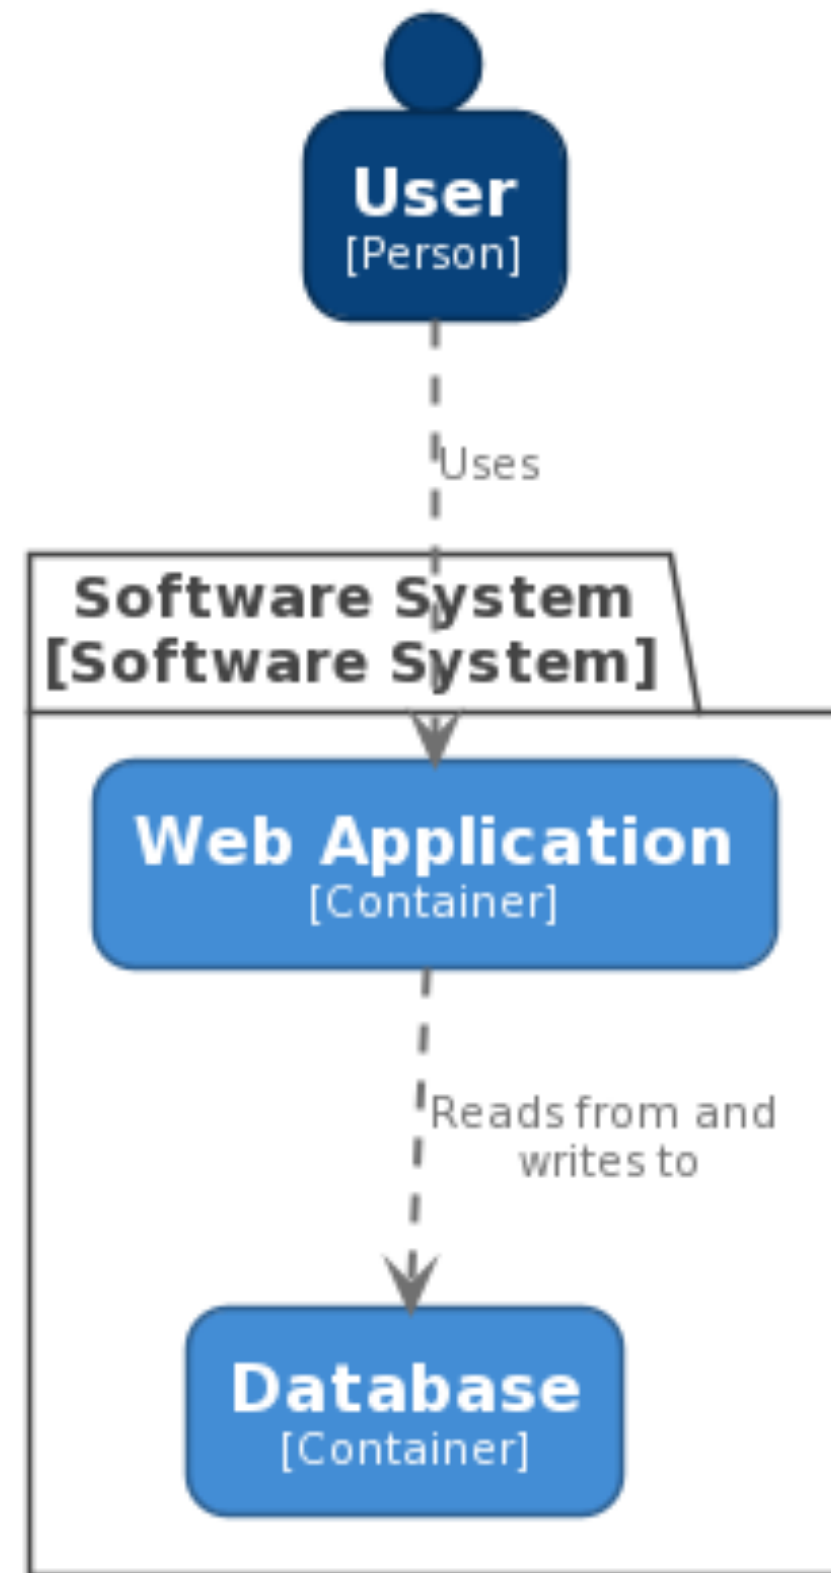 User
[Person]
Uses
Software System
[Software System]
Web Application
[Container]
Reads from and
writes to
Database
[Container]